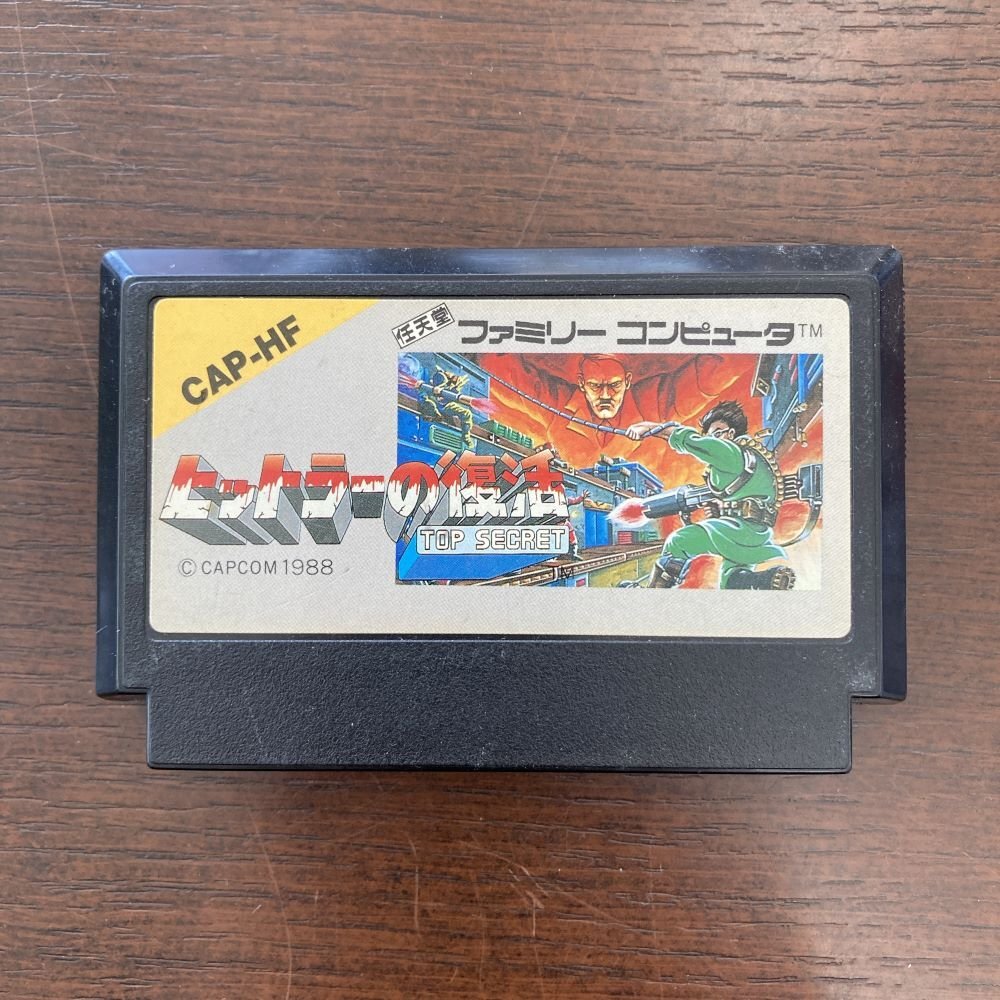 CAP-HF
任天堂 ファミリー コンピュータ™
ヒットラーの復活
TOP SECRET
TM
© CAPCOM 1988